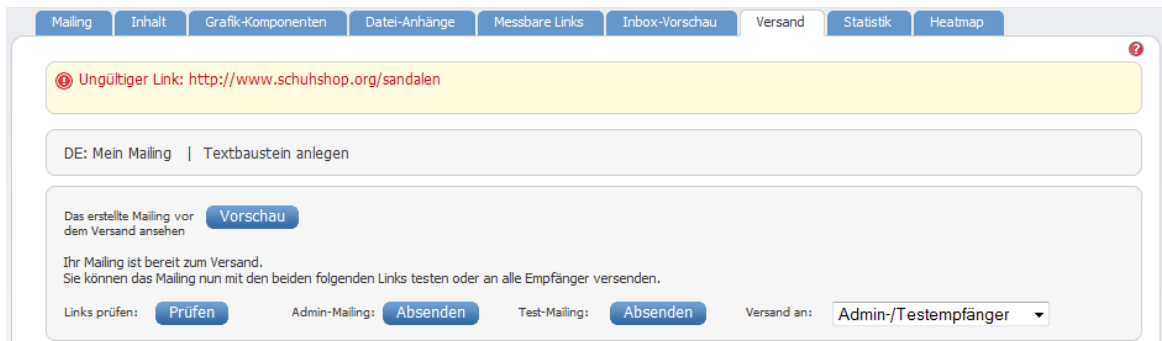 Mailing Inhalt Grafik-Komponenten Datei-Anhänge Messbare Links Inbox-Vorschau Versand Statistik Heatmap
?
Ungültiger Link: http://www.schuhshop.org/sandalen
DE: Mein Mailing | Textbaustein anlegen
Das erstellte Mailing vor
dem Versand ansehen Vorschau
Ihr Mailing ist bereit zum Versand.
Sie können das Mailing nun mit den beiden folgenden Links testen oder an alle Empfänger versenden.
Links prüfen: Prüfen Admin-Mailing: Absenden Test-Mailing: Absenden Versand an: Admin-/Testempfänger